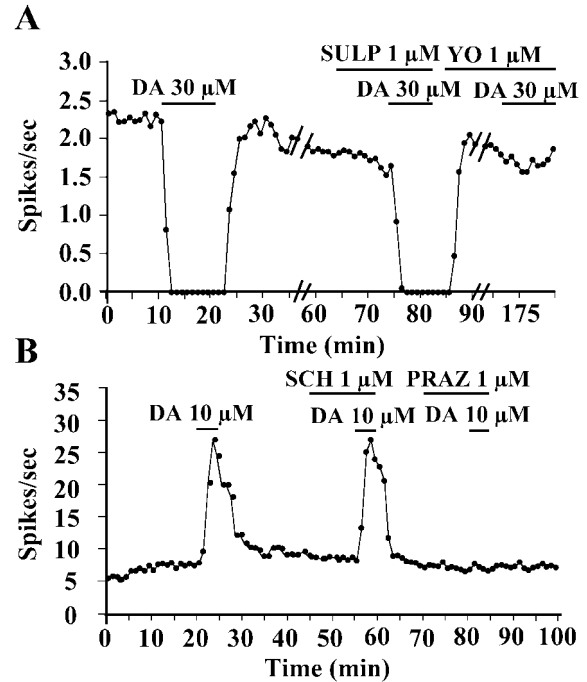 A
SULP 1 µM YO 1 µM
DA 30 µM DA 30 µM DA 30 µM
3.0
2.5
2.0
1.5
1.0
0.5
0.0
Spikes/sec
0 10 20 30 60 75 80 90 175
Time (min)
B
SCH 1 µM PRAZ 1 µM
DA 10 µM DA 10 µM DA 10 µM
35
30
25
20
15
10
5
0
Spikes/sec
0 10 20 30 40 50 60 70 80 90 100
Time (min)